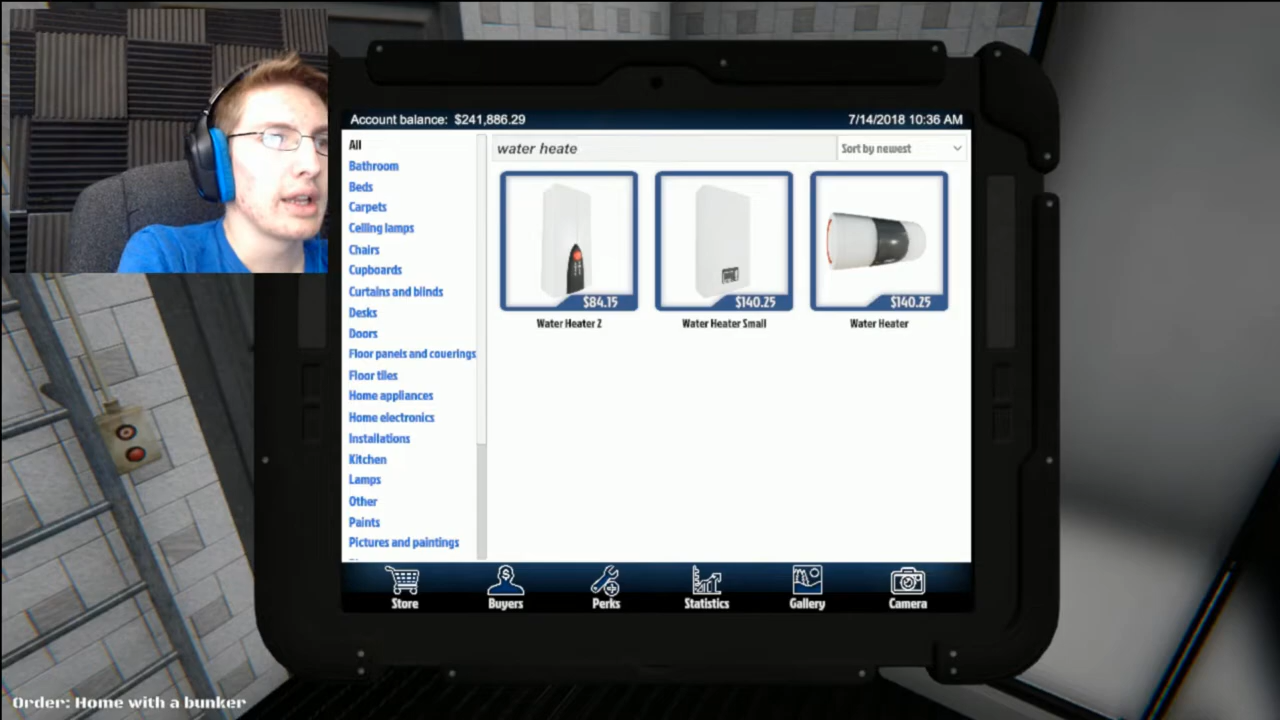 Account balance: $241,886.29
7/14/2018 10:36 AM
All
Bathroom
Beds
Carpets
Ceiling lamps
Chairs
Cupboards
Curtains and blinds
Desks
Doors
Floor panels and coverings
Floor tiles
Home appliances
Home electronics
Installations
Kitchen
Lamps
Other
Paints
Pictures and paintings
water heate
Sort by newest
$84.15
$140.25
$140.25
Water Heater 2
Water Heater Small
Water Heater
Store
Buyers
Perks
Statistics
Gallery
Camera
Order: Home with a bunker